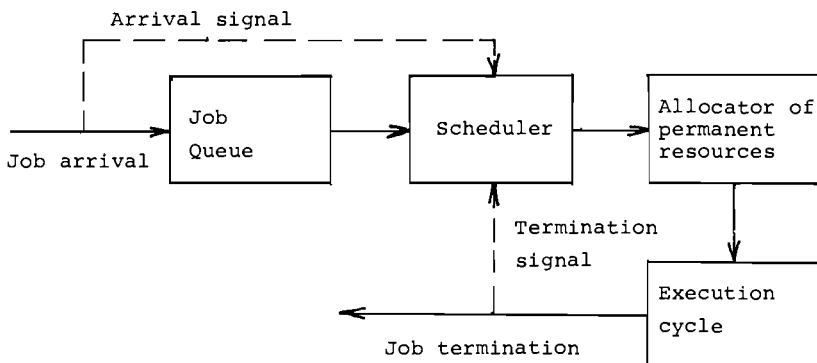 Arrival signal
Job
Queue
Scheduler
Allocator of
permanent
resources
Job arrival
Termination
signal
Execution
cycle
Job termination